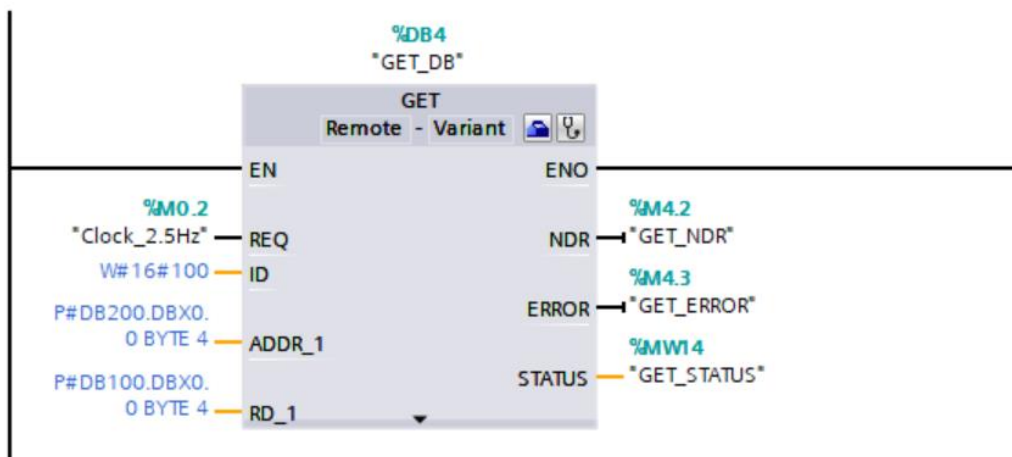 %DB4
"GET_DB"
GET
Remote - Variant
EN
ENO
%M0.2
"Clock_2.5Hz"
REQ
%M4.2
NDR
"GET_NDR"
W#16#100
ID
%M4.3
ERROR
"GET_ERROR"
P#DB200.DBX0.
0 BYTE 4
ADDR_1
%MW14
STATUS
"GET_STATUS"
P#DB100.DBX0.
0 BYTE 4
RD_1